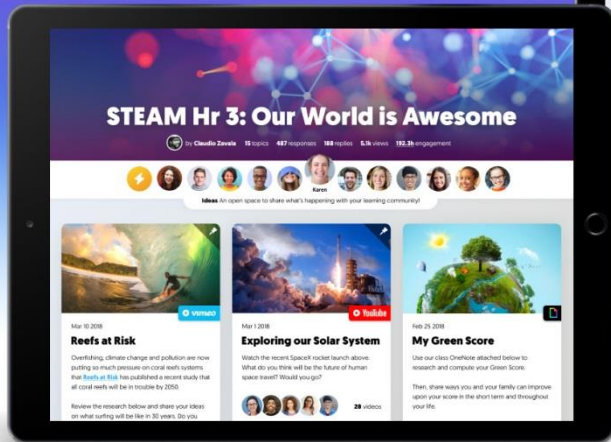 STEAM Hr 3: Our World is Awesome
by Claudio Zavala 15 topics 487 responses 188 replies 5.1k views 192.3h engagement
Karen
Ideas An open space to share what's happening with your learning community!
vimeo
Mar 10 2018
Reefs at Risk
Overfishing, climate change and pollution are now
putting so much pressure on coral reefs systems
that Reefs at Risk has published a recent study that
all coral reefs will be in trouble by 2050.
Review the research below and share your ideas
on what surfing will be like in 30 years. Do you
YouTube
Mar 1 2018
Exploring our Solar System
Watch the recent SpaceX rocket launch above.
What do you think will be the future of human
space travel? Would you go?
28 videos
Feb 25 2018
My Green Score
Use our class OneNote attached below to
research and compute your Green Score.
Then, share ways you and your family can improve
upon your score in the short term and throughout
your life.